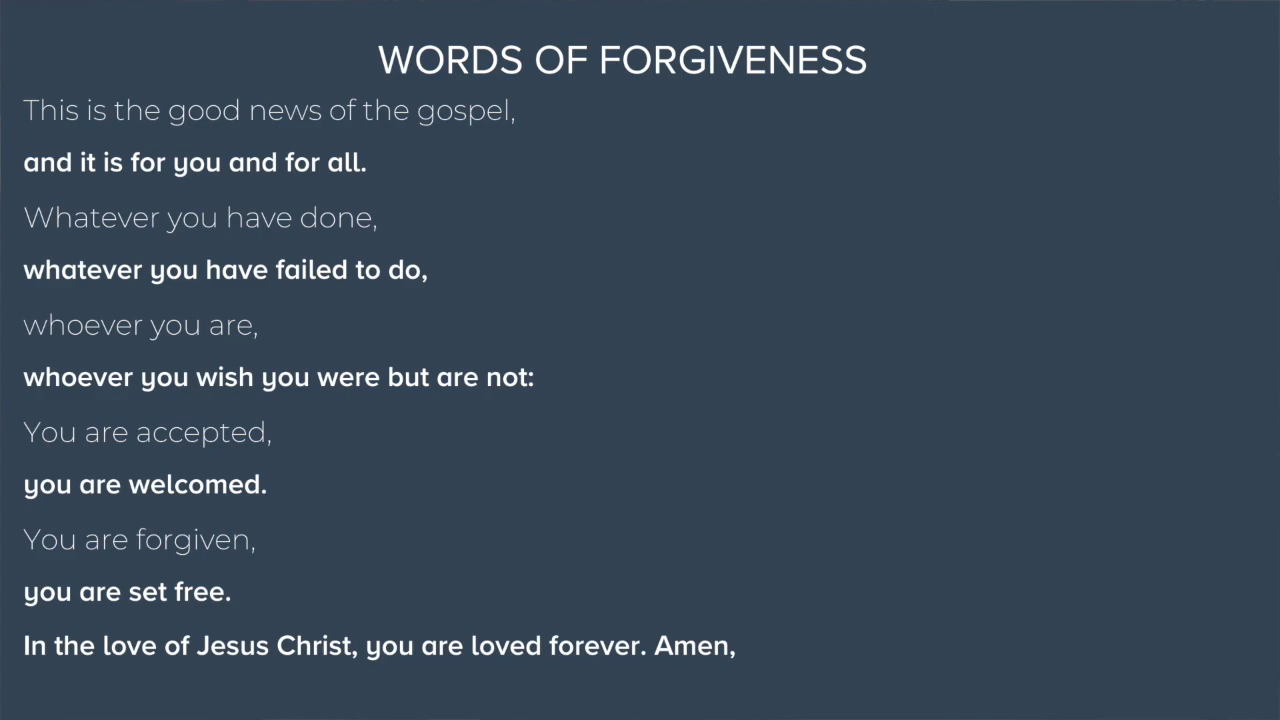 WORDS OF FORGIVENESS
This is the good news of the gospel,
and it is for you and for all.
Whatever you have done,
whatever you have failed to do,
whoever you are,
whoever you wish you were but are not:
You are accepted,
you are welcomed.
You are forgiven,
you are set free.
In the love of Jesus Christ, you are loved forever. Amen,